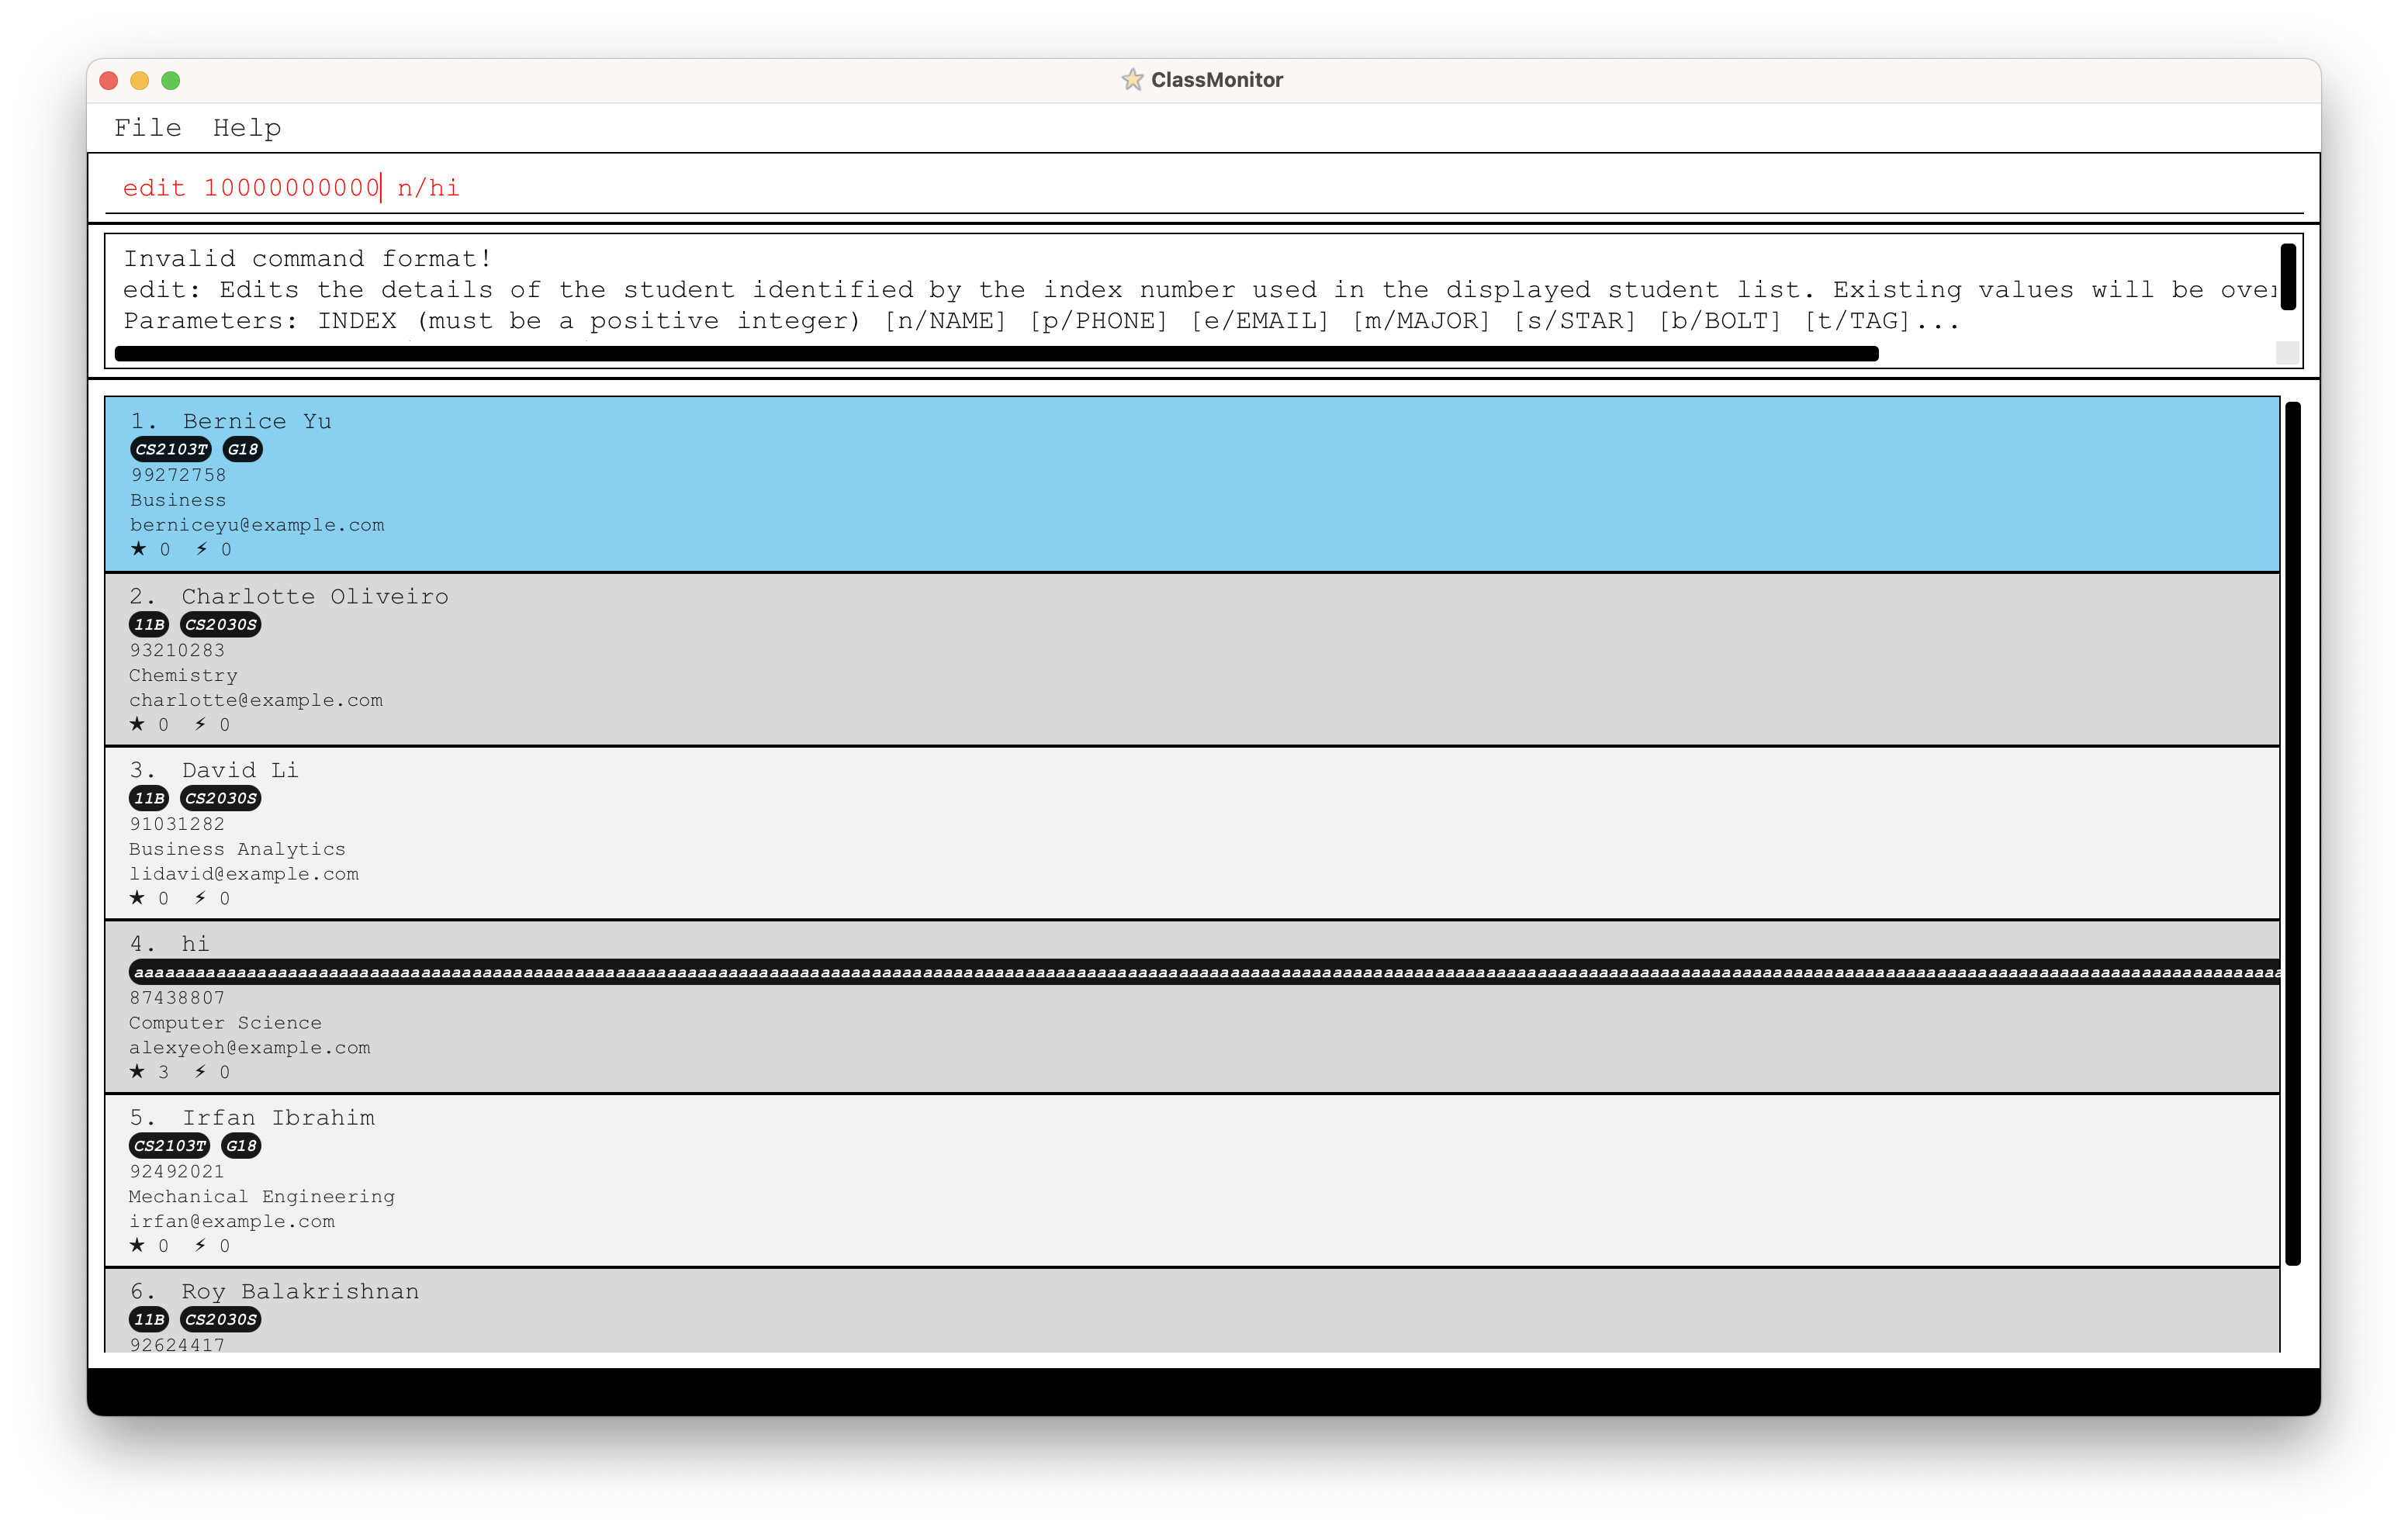 ClassMonitor
File Help
edit 10000000000 n/hi
Invalid command format!
edit: Edits the details of the student identified by the index number used in the displayed student list. Existing values will be over
Parameters: INDEX (must be a positive integer) [n/NAME] [p/PHONE] [e/EMAIL] [m/MAJOR] [s/STAR] [b/BOLT] [t/TAG]...
1. Bernice Yu
CS2103T G18
99272758
Business
berniceyu@example.com
★ 0 ⚡ 0
2. Charlotte Oliveiro
11B CS2030S
93210283
Chemistry
charlotte@example.com
★ 0 ⚡ 0
3. David Li
11B CS2030S
91031282
Business Analytics
lidavid@example.com
★ 0 ⚡ 0
4. hi
87438807
Computer Science
alexyeoh@example.com
★ 3 ⚡ 0
5. Irfan Ibrahim
CS2103T G18
92492021
Mechanical Engineering
irfan@example.com
★ 0 ⚡ 0
6. Roy Balakrishnan
11B CS2030S
92624417